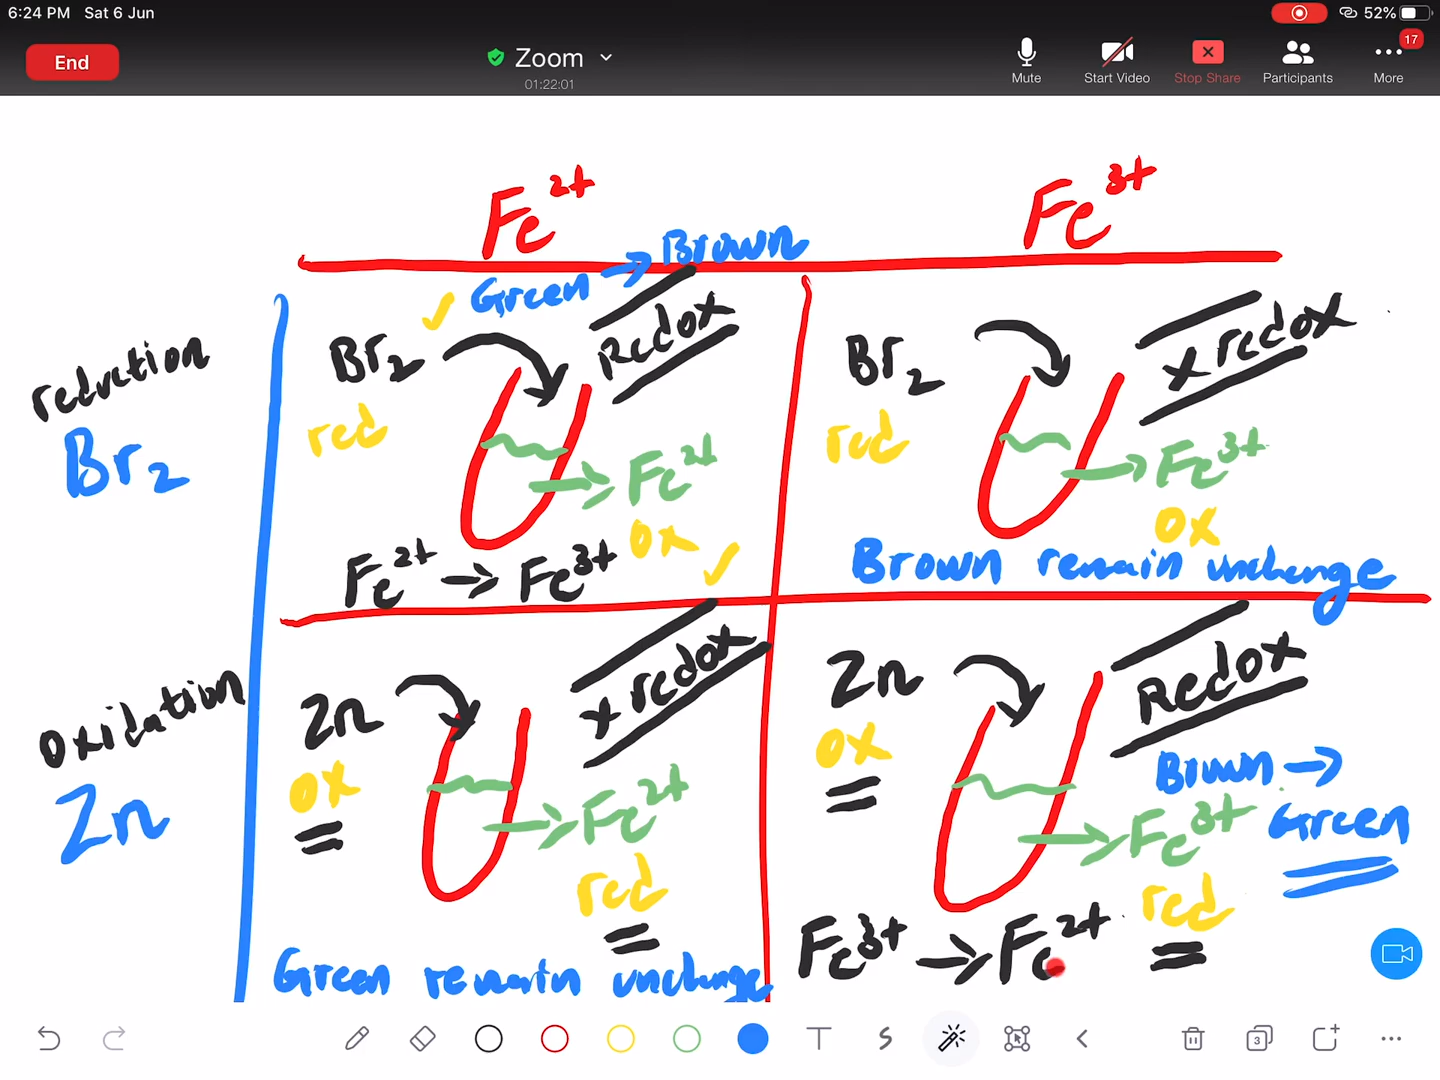 6:24 PM Sat 6 Jun
52%
End
Zoom
01:22:01
Mute
Start Video
Stop Share
Participants
17
More
Fe2+
Fe3+
Green → Brown
reduction
Br2
Br2
red
Redox
Fe2+
ox
Fe2+ → Fe3+
Br2
red
x redox
Fe3+
ox
Brown remain unchange
Oxidation
Zn
Zn
ox
x redox
Fe2+
red
Green remain unchange
Zn
ox
Redox
Brown →
Green
Fe3+
red
Fe3+ → Fe2+
T
3